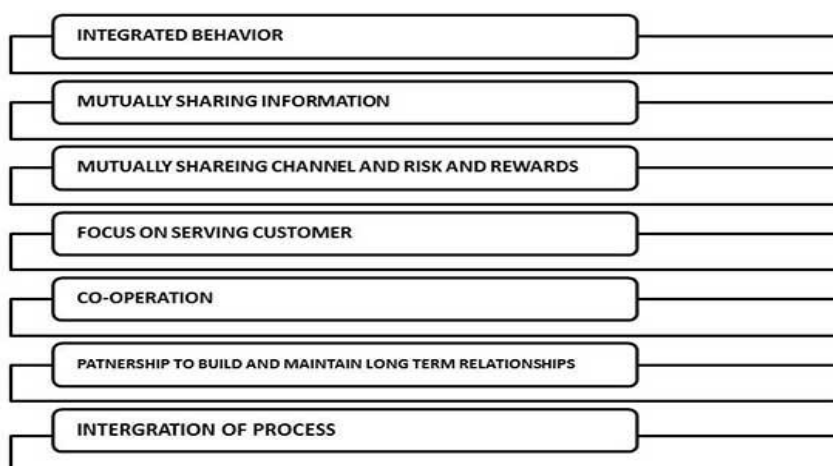 INTEGRATED BEHAVIOR
MUTUALLY SHARING INFORMATION
MUTUALLY SHAREING CHANNEL AND RISK AND REWARDS
FOCUS ON SERVING CUSTOMER
CO-OPERATION
PATNERSHIP TO BUILD AND MAINTAIN LONG TERM RELATIONSHIPS
INTERGRATION OF PROCESS